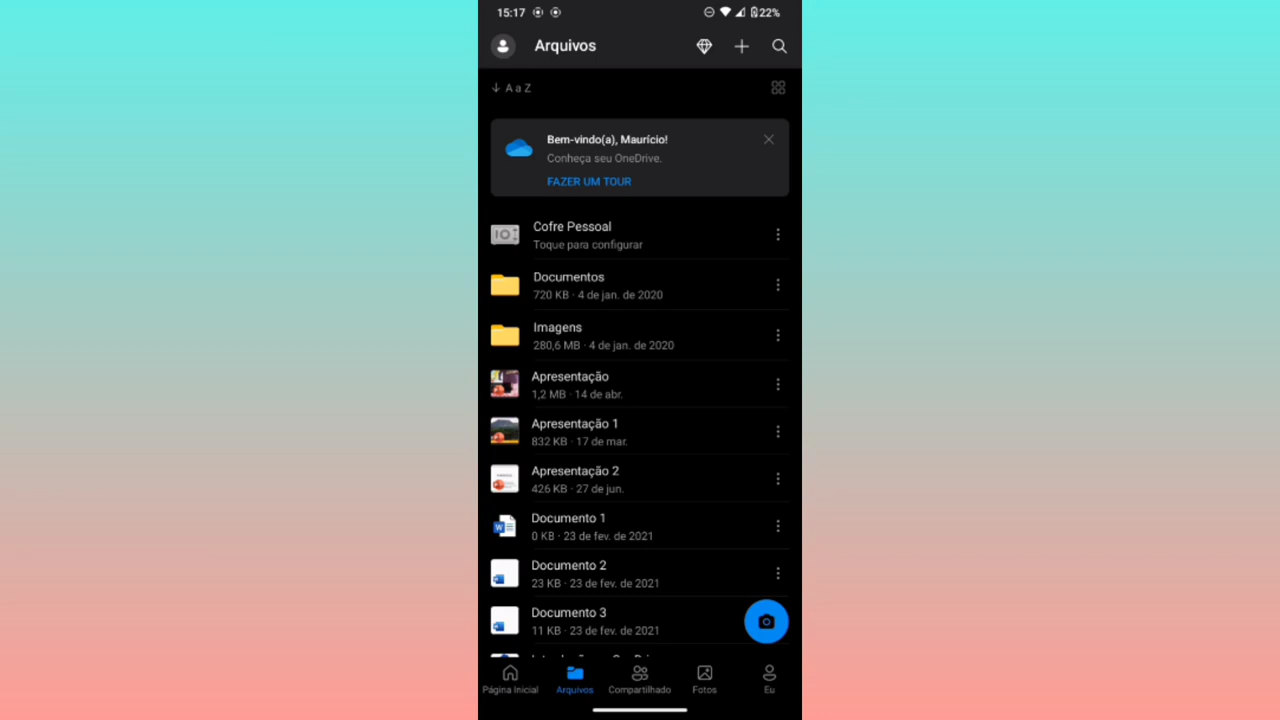 15:17
22%
Arquivos
A a Z
Bem-vindo(a), Maurício!
Conheça seu OneDrive.
FAZER UM TOUR
Cofre Pessoal
Toque para configurar
Documentos
720 KB · 4 de jan. de 2020
Imagens
280,6 MB · 4 de jan. de 2020
Apresentação
1,2 MB · 14 de abr.
Apresentação 1
832 KB · 17 de mar.
Apresentação 2
426 KB · 27 de jun.
Documento 1
0 KB · 23 de fev. de 2021
Documento 2
23 KB · 23 de fev. de 2021
Documento 3
11 KB · 23 de fev. de 2021
Página Inicial
Arquivos
Compartilhado
Fotos
Eu